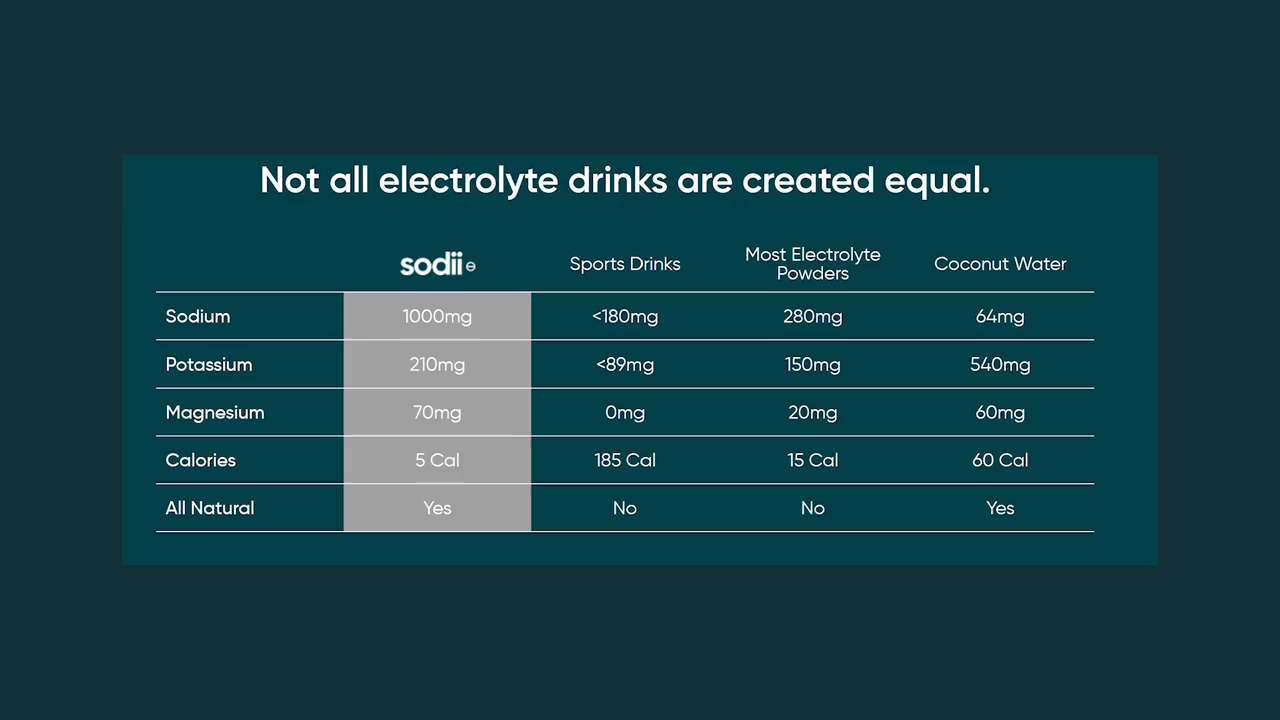 Not all electrolyte drinks are created equal.
sodii Sports Drinks Most Electrolyte Powders Coconut Water
Sodium 1000mg <180mg 280mg 64mg
Potassium 210mg <89mg 150mg 540mg
Magnesium 70mg 0mg 20mg 60mg
Calories 5 Cal 185 Cal 15 Cal 60 Cal
All Natural Yes No No Yes